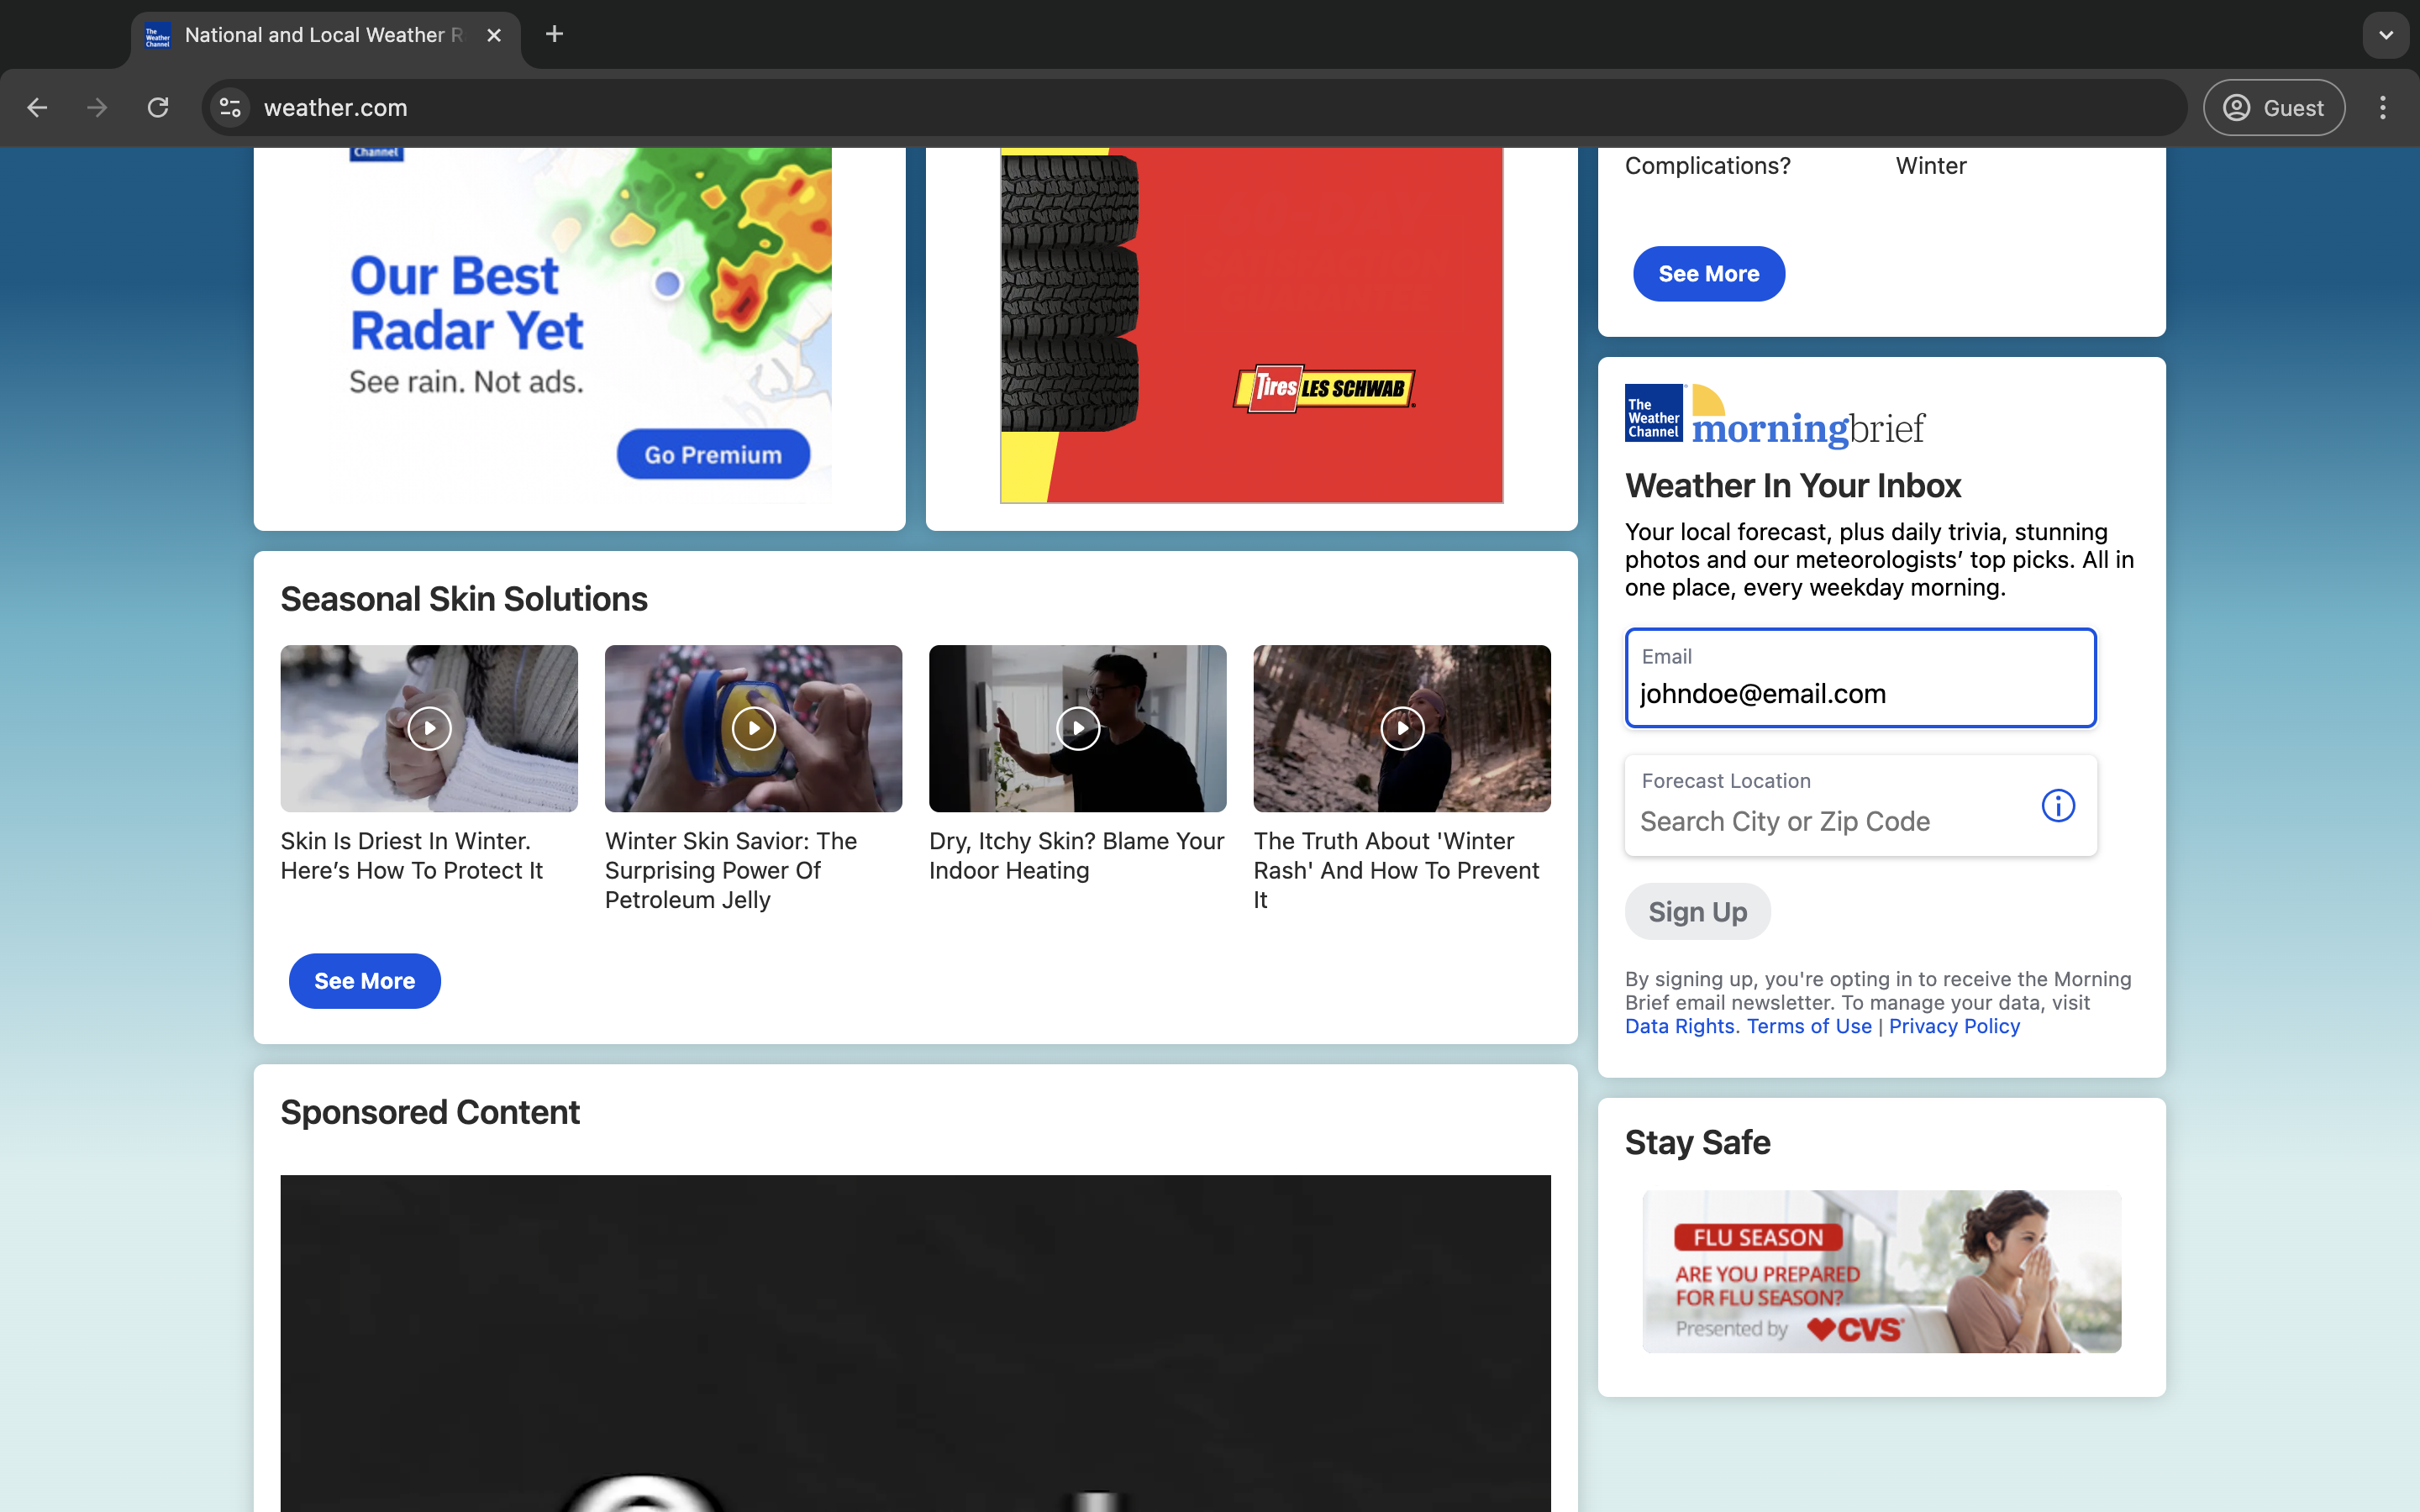 The
Weather
Channel
National and Local Weather R
weather.com
Guest
Channel
Our Best
Radar Yet
See rain. Not ads.
Go Premium
Tires LES SCHWAB
Complications?
Winter
See More
The
Weather
Channel
morningbrief
Weather In Your Inbox
Your local forecast, plus daily trivia, stunning
photos and our meteorologists’ top picks. All in
one place, every weekday morning.
Email
johndoe@email.com
Forecast Location
Search City or Zip Code
Sign Up
By signing up, you're opting in to receive the Morning
Brief email newsletter. To manage your data, visit
Data Rights. Terms of Use | Privacy Policy
Seasonal Skin Solutions
Skin Is Driest In Winter.
Here’s How To Protect It
Winter Skin Savior: The
Surprising Power Of
Petroleum Jelly
Dry, Itchy Skin? Blame Your
Indoor Heating
The Truth About 'Winter
Rash' And How To Prevent
It
See More
Sponsored Content
Stay Safe
FLU SEASON
ARE YOU PREPARED
FOR FLU SEASON?
Presented by CVS